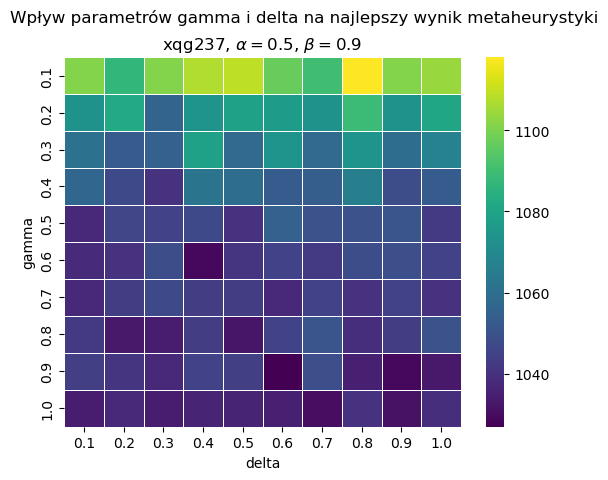 Wpływ parametrów gamma i delta na najlepszy wynik metaheurystyki
xqg237, α = 0.5, β = 0.9
gamma
0.1
0.2
0.3
0.4
0.5
0.6
0.7
0.8
0.9
1.0
0.1 0.2 0.3 0.4 0.5 0.6 0.7 0.8 0.9 1.0
delta
1100
1080
1060
1040